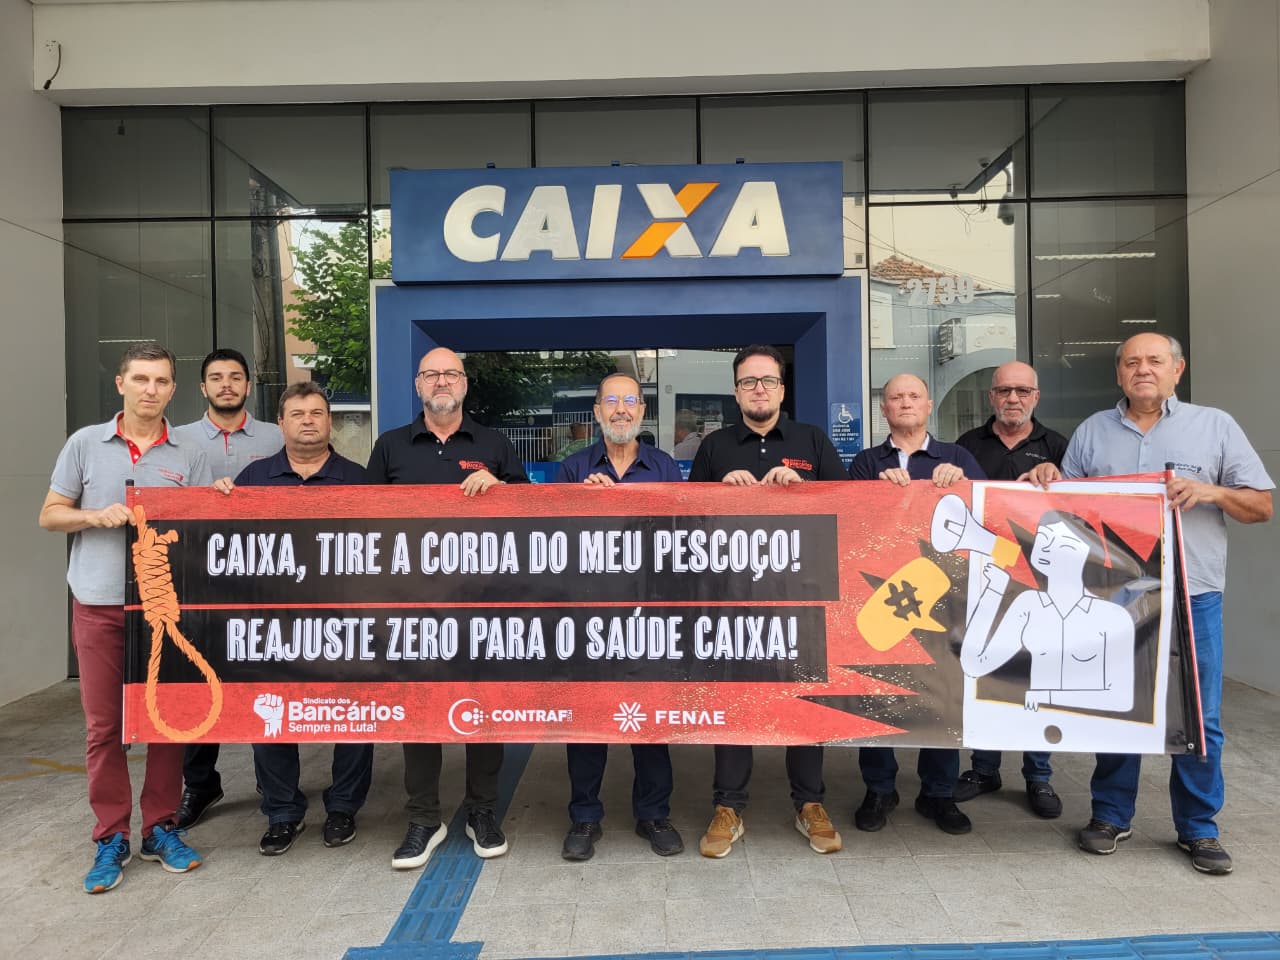 CAIXA
2739
CAIXA, TIRE A CORDA DO MEU PESCOÇO!
REAJUSTE ZERO PARA O SAÚDE CAIXA!
#
Sindicato dos
Bancários
Sempre na Luta!
CONTRAF
FENAE